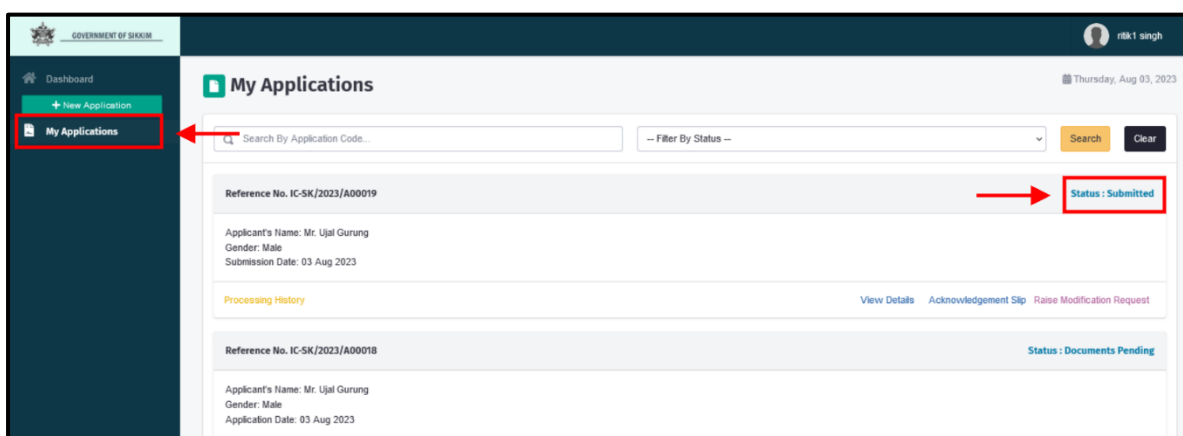 GOVERNMENT OF SIKKIM
ritik1 singh
Dashboard
+ New Application
My Applications
My Applications
Thursday, Aug 03, 2023
Search By Application Code...
-- Filter By Status --
Search
Clear
Reference No. IC-SK/2023/A00019
Status : Submitted
Applicant's Name: Mr. Ujal Gurung
Gender: Male
Submission Date: 03 Aug 2023
Processing History
View Details
Acknowledgement Slip
Raise Modification Request
Reference No. IC-SK/2023/A00018
Status : Documents Pending
Applicant's Name: Mr. Ujal Gurung
Gender: Male
Application Date: 03 Aug 2023